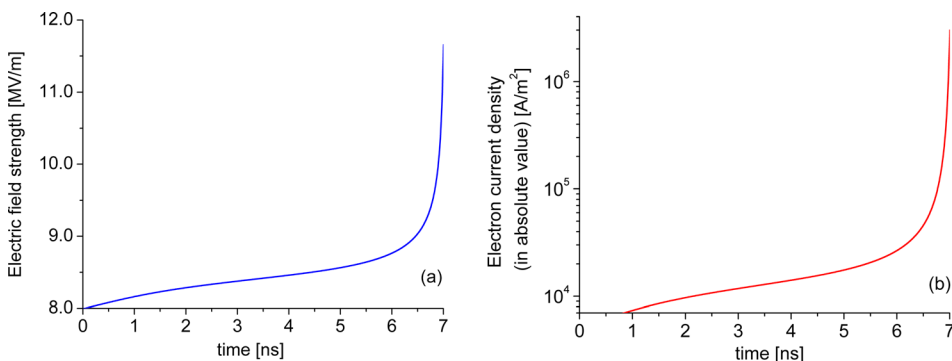 12.0
11.0
10.0
9.0
8.0
Electric field strength [MV/m]
0 1 2 3 4 5 6 7
time [ns]
(a)
10⁶
10⁵
10⁴
Electron current density
(in absolute value) [A/m²]
0 1 2 3 4 5 6 7
time [ns]
(b)